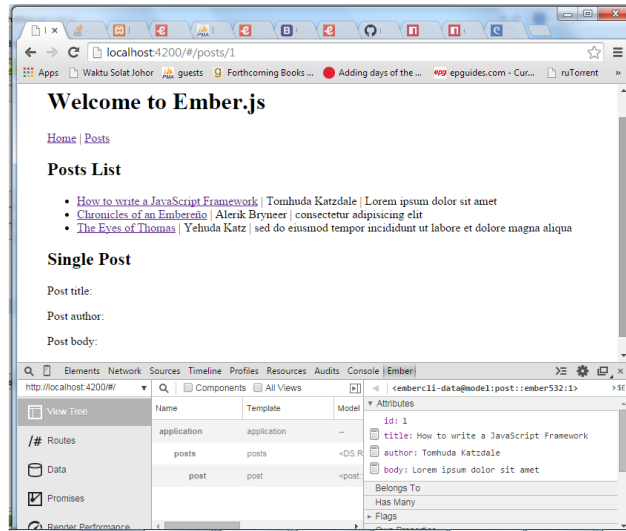 localhost:4200/#/posts/1
Apps Waktu Solat Johor guests Forthcoming Books ... Adding days of the ... epguides.com - Cur... ruTorrent »
Welcome to Ember.js
Home | Posts
Posts List
How to write a JavaScript Framework | Tomhuda Katzdale | Lorem ipsum dolor sit amet
Chronicles of an Embereño | Alerik Bryneer | consectetur adipisicing elit
The Eyes of Thomas | Yehuda Katz | sed do eiusmod tempor incididunt ut labore et dolore magna aliqua
Single Post
Post title:
Post author:
Post body:
Elements Network Sources Timeline Profiles Resources Audits Console Ember
http://localhost:4200/#/ Components All Views <embercli-data@model:post::ember532:1> >$E
View Tree Name Template Model
/# Routes
Data
Promises
Render Performance
application application --
posts posts <DS.R
post post <post:
Attributes
id: 1
title: How to write a JavaScript Framework
author: Tomhuda Katzdale
body: Lorem ipsum dolor sit amet
Belongs To
Has Many
Flags